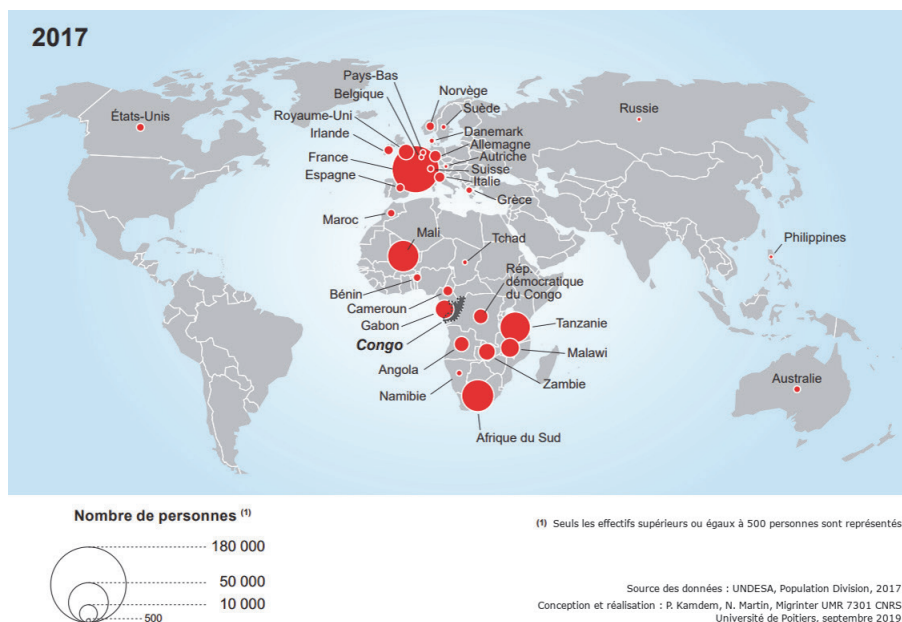 2017
États-Unis
Pays-Bas
Belgique
Royaume-Uni
Irlande
France
Espagne
Norvège
Suède
Danemark
Allemagne
Autriche
Suisse
Italie
Grèce
Russie
Maroc
Mali
Tchad
Philippines
Bénin
Cameroun
Gabon
Congo
Rép.
démocratique
du Congo
Tanzanie
Malawi
Angola
Zambie
Namibie
Australie
Afrique du Sud
Nombre de personnes (1)
180 000
50 000
10 000
500
(1) Seuls les effectifs supérieurs ou égaux à 500 personnes sont représentés
Source des données : UNDESA, Population Division, 2017
Conception et réalisation : P. Kamdem, N. Martin, Migrinter UMR 7301 CNRS
Université de Poitiers, septembre 2019